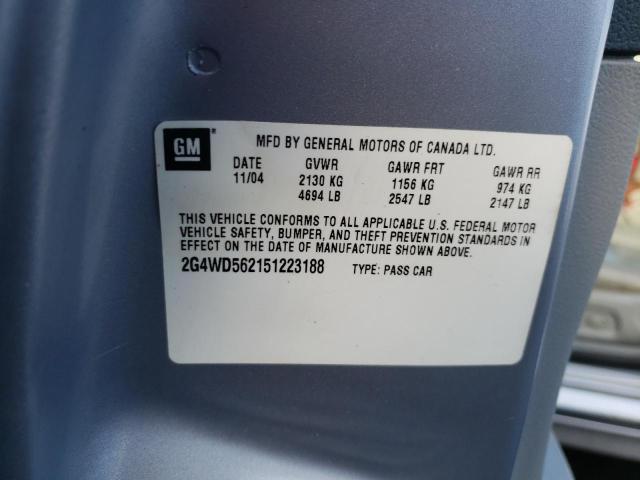 GM
MFD BY GENERAL MOTORS OF CANADA LTD.
DATE GVWR GAWR FRT GAWR RR
11/04 2130 KG 1156 KG 974 KG
4694 LB 2547 LB 2147 LB
THIS VEHICLE CONFORMS TO ALL APPLICABLE U.S. FEDERAL MOTOR
VEHICLE SAFETY, BUMPER, AND THEFT PREVENTION STANDARDS IN
EFFECT ON THE DATE OF MANUFACTURE SHOWN ABOVE.
2G4WD562151223188 TYPE: PASS CAR